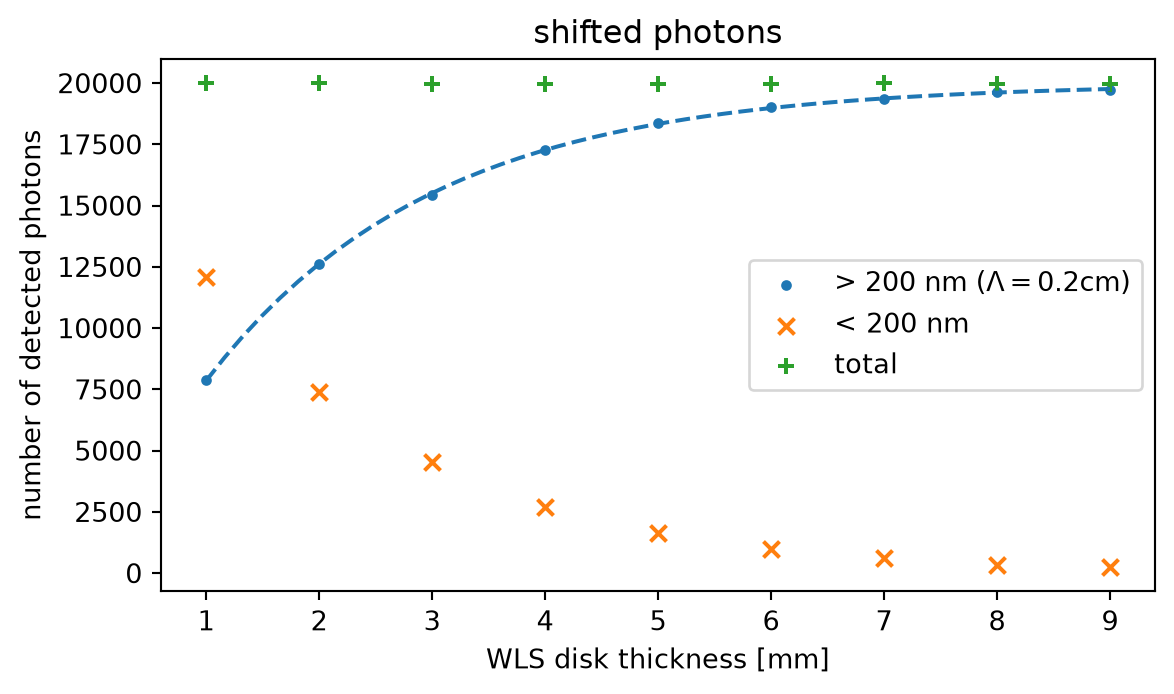 shifted photons
number of detected photons
20000
17500
15000
12500
10000
7500
5000
2500
0
> 200 nm (Λ = 0.2cm)
< 200 nm
total
1 2 3 4 5 6 7 8 9
WLS disk thickness [mm]